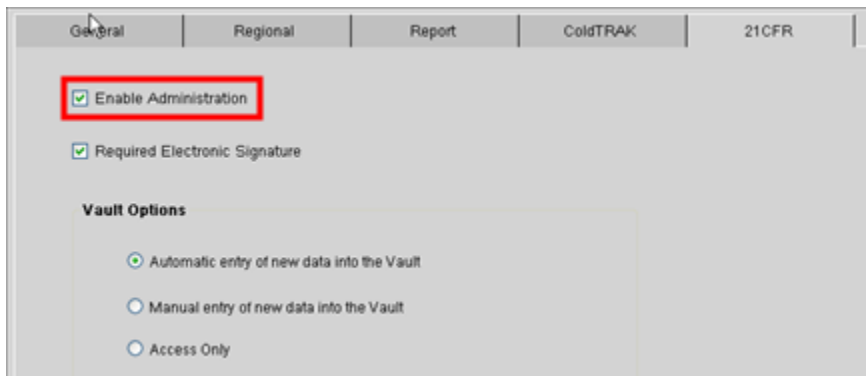 General Regional Report ColdTRAK 21CFR
Enable Administration
Required Electronic Signature
Vault Options
Automatic entry of new data into the Vault
Manual entry of new data into the Vault
Access Only